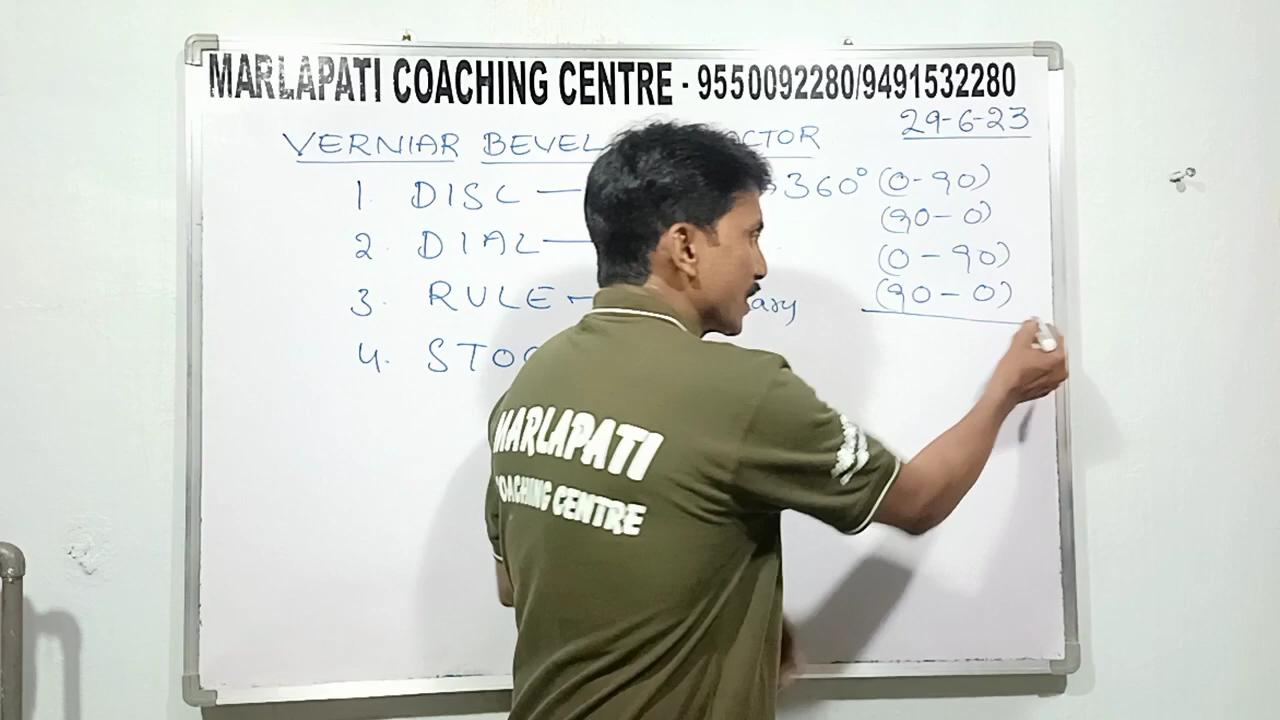 MARLAPATI COACHING CENTRE - 9550092280/9491532280
29-6-23
VERNIAR BEVEL ACTOR
1. DISC — 360° (0-90)
(90-0)
2. DIAL — (0-90)
3. RULE — ary (90-0)
4. STOC
MARLAPATI
COACHING CENTRE